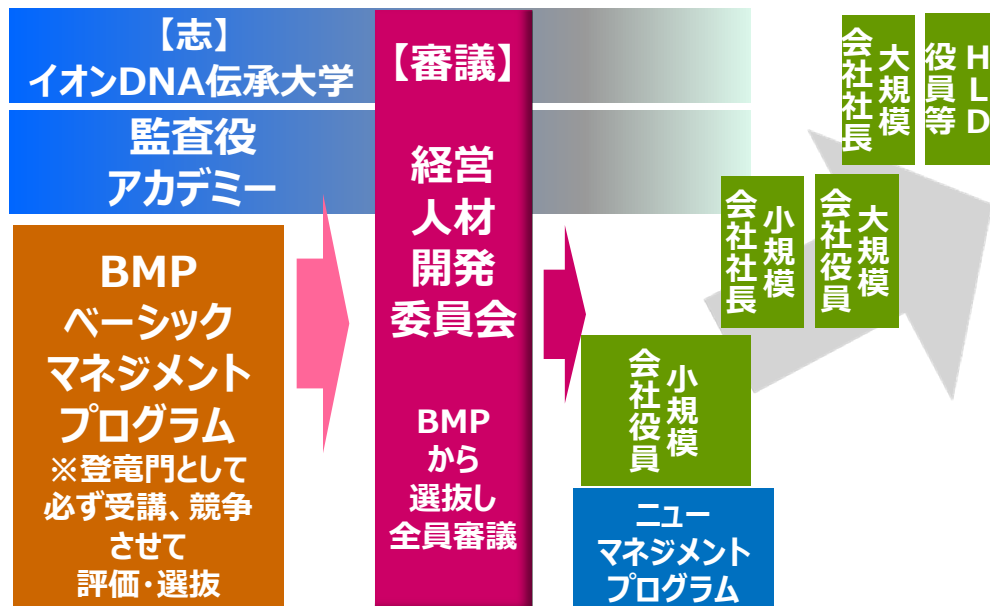 【志】
イオンDNA伝承大学
監査役
アカデミー
BMP
ベーシック
マネジメント
プログラム
※登竜門として
必ず受講、競争
させて
評価・選抜
【審議】
経営
人材
開発
委員会
BMP
から
選抜し
全員審議
小規模
会社役員
ニュー
マネジメント
プログラム
小規模
会社社長
大規模
会社役員
大規模
会社社長
HLD
役員等